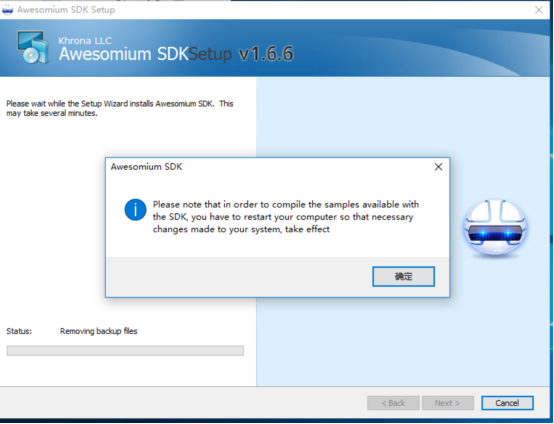 Awesomium SDK Setup
Khrona LLC
Awesomium SDKSetup v1.6.6
Please wait while the Setup Wizard installs Awesomium SDK. This
may take several minutes.
Awesomium SDK
Please note that in order to compile the samples available with
the SDK, you have to restart your computer so that necessary
changes made to your system, take effect
确定
Status: Removing backup files
< Back Next > Cancel